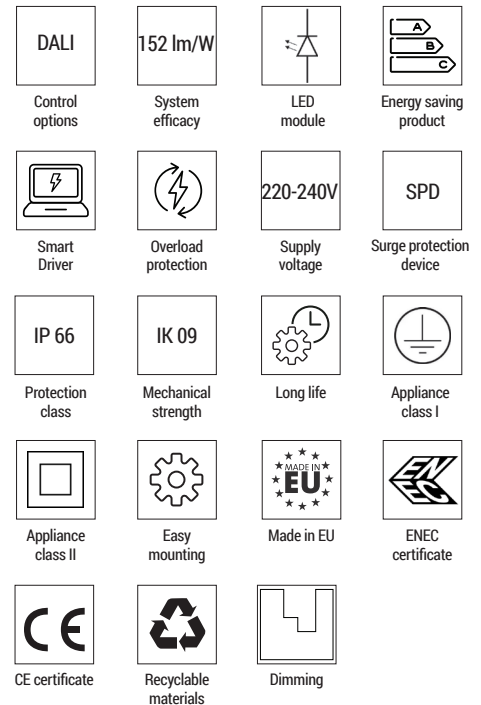 DALI
Control
options
152 lm/W
System
efficacy
LED
module
A
B
C
Energy saving
product
Smart
Driver
Overload
protection
220-240V
Supply
voltage
SPD
Surge protection
device
IP 66
Protection
class
IK 09
Mechanical
strength
Long life
Appliance
class I
Appliance
class II
Easy
mounting
MADE IN
EU
Made in EU
EN
EC
ENEC
certificate
CE
CE certificate
Recyclable
materials
Dimming